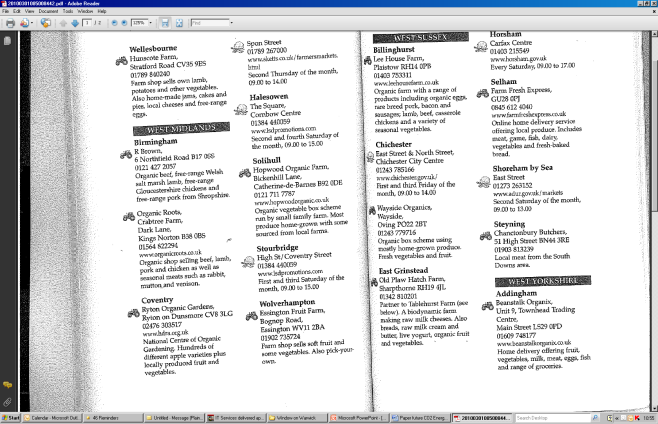 20100301085008442.pdf - Adobe Reader
File Edit View Document Tools Window Help
1 / 2
125%
Find
Wellesbourne
Hunscote Farm,
Stratford Road CV35 9ES
01789 840240
Farm shop sells own lamb,
potatoes and other vegetables.
Also home-made jams, cakes and
pies, local cheeses and free-range
eggs.
WEST MIDLANDS
Birmingham
R Brown,
6 Northfield Road B17 0SS
0121 427 2057
Organic beef, free-range Welsh
salt marsh lamb, free-range
Gloucestershire chickens and
free-range pork from Shropshire.
Organic Roots,
Crabtree Farm,
Dark Lane,
Kings Norton B38 0BS
01564 822294
www.organicroots.co.uk
Organic shop selling beef, lamb,
pork and chicken as well as
seasonal meats such as rabbit,
mutton and venison.
Coventry
Ryton Organic Gardens,
Ryton on Dunsmore CV8 3LG
02476 303517
www.hdra.org.uk
National Centre of Organic
Gardening. Hundreds of
different apple varieties plus
locally produced fruit and
vegetables.
Spon Street
01789 267000
www.sketts.co.uk/farmersmarkets.
html
Second Thursday of the month,
09.00 to 14.00
Halesowen
The Square,
Cornbow Centre
01384 440059
www.lsdpromotions.com
Second and fourth Saturday of
the month, 09.00 to 15.00
Solihull
Hopwood Organic Farm,
Bickenhill Lane,
Catherine-de-Barnes B92 0DE
0121 711 7787
www.hopwoodorganic.co.uk
Organic vegetable box scheme
run by small family farm. Most
produce home-grown with some
sourced from local farms.
Stourbridge
High St/Coventry Street
01384 440059
www.lsdpromotions.com
First and third Saturday of the
month, 09.00 to 15.00
Wolverhampton
Essington Fruit Farm,
Bognop Road,
Essington WV11 2BA
01902 735724
Farm shop sells soft fruit and
some vegetables. Also pick-your-
own.
WEST SUSSEX
Billinghurst
Lee House Farm,
Plaistow RH14 0PB
01403 753311
www.leehousefarm.co.uk
Organic farm with a range of
products including organic eggs,
rare breed pork, bacon and
sausages; lamb, beef, casserole
chickens and a variety of
seasonal vegetables.
Chichester
East Street & North Street,
Chichester City Centre
01243 785166
www.chichester.gov.uk/
First and third Friday of the
month, 09.00 to 14.00
Wayside Organics,
Wayside,
Oving PO22 2BT
01243 779716
Organic box scheme using
mostly home-grown produce.
Fresh vegetables and fruit.
East Grinstead
Old Plaw Hatch Farm,
Sharpthorne RH19 4JL
01342 810201
Partner to Tablehurst Farm (see
below). A biodynamic farm
making raw milk cheeses. Also
breads, raw milk cream and
butter, live yogurt, organic fruit
and vegetables.
Horsham
Carfax Centre
01403 215549
www.horsham.gov.uk
Every Saturday, 09.00 to 17.00
Selham
Farm Fresh Express,
GU28 0PJ
0845 612 4040
www.farmfreshexpress.co.uk
Online home delivery service
offering local produce. Includes
meat, game, fish, dairy,
vegetables and fresh-baked
bread.
Shoreham by Sea
East Street
01273 263152
www.adur.gov.uk/markets
Second Saturday of the month,
09.00 to 13.00
Steyning
Chanctonbury Butchers,
51 High Street BN44 3RE
01903 813239
Local meat from the South
Downs area.
WEST YORKSHIRE
Addingham
Beanstalk Organix,
Unit 9, Townhead Trading
Centre,
Main Street LS29 0PD
01609 748177
www.beanstalkorganix.co.uk
Home delivery offering fruit,
vegetables, milk, meat, eggs, fish
and range of groceries.
Start
Calendar - Microsoft Outl...
46 Reminders
Untitled - Message (Plain...
IT Services delivered ap...
Window on Warwick
Microsoft PowerPoint - [...
Paper lukes CO2 Energ...
20100301085008442...
Search Desktop
10:55